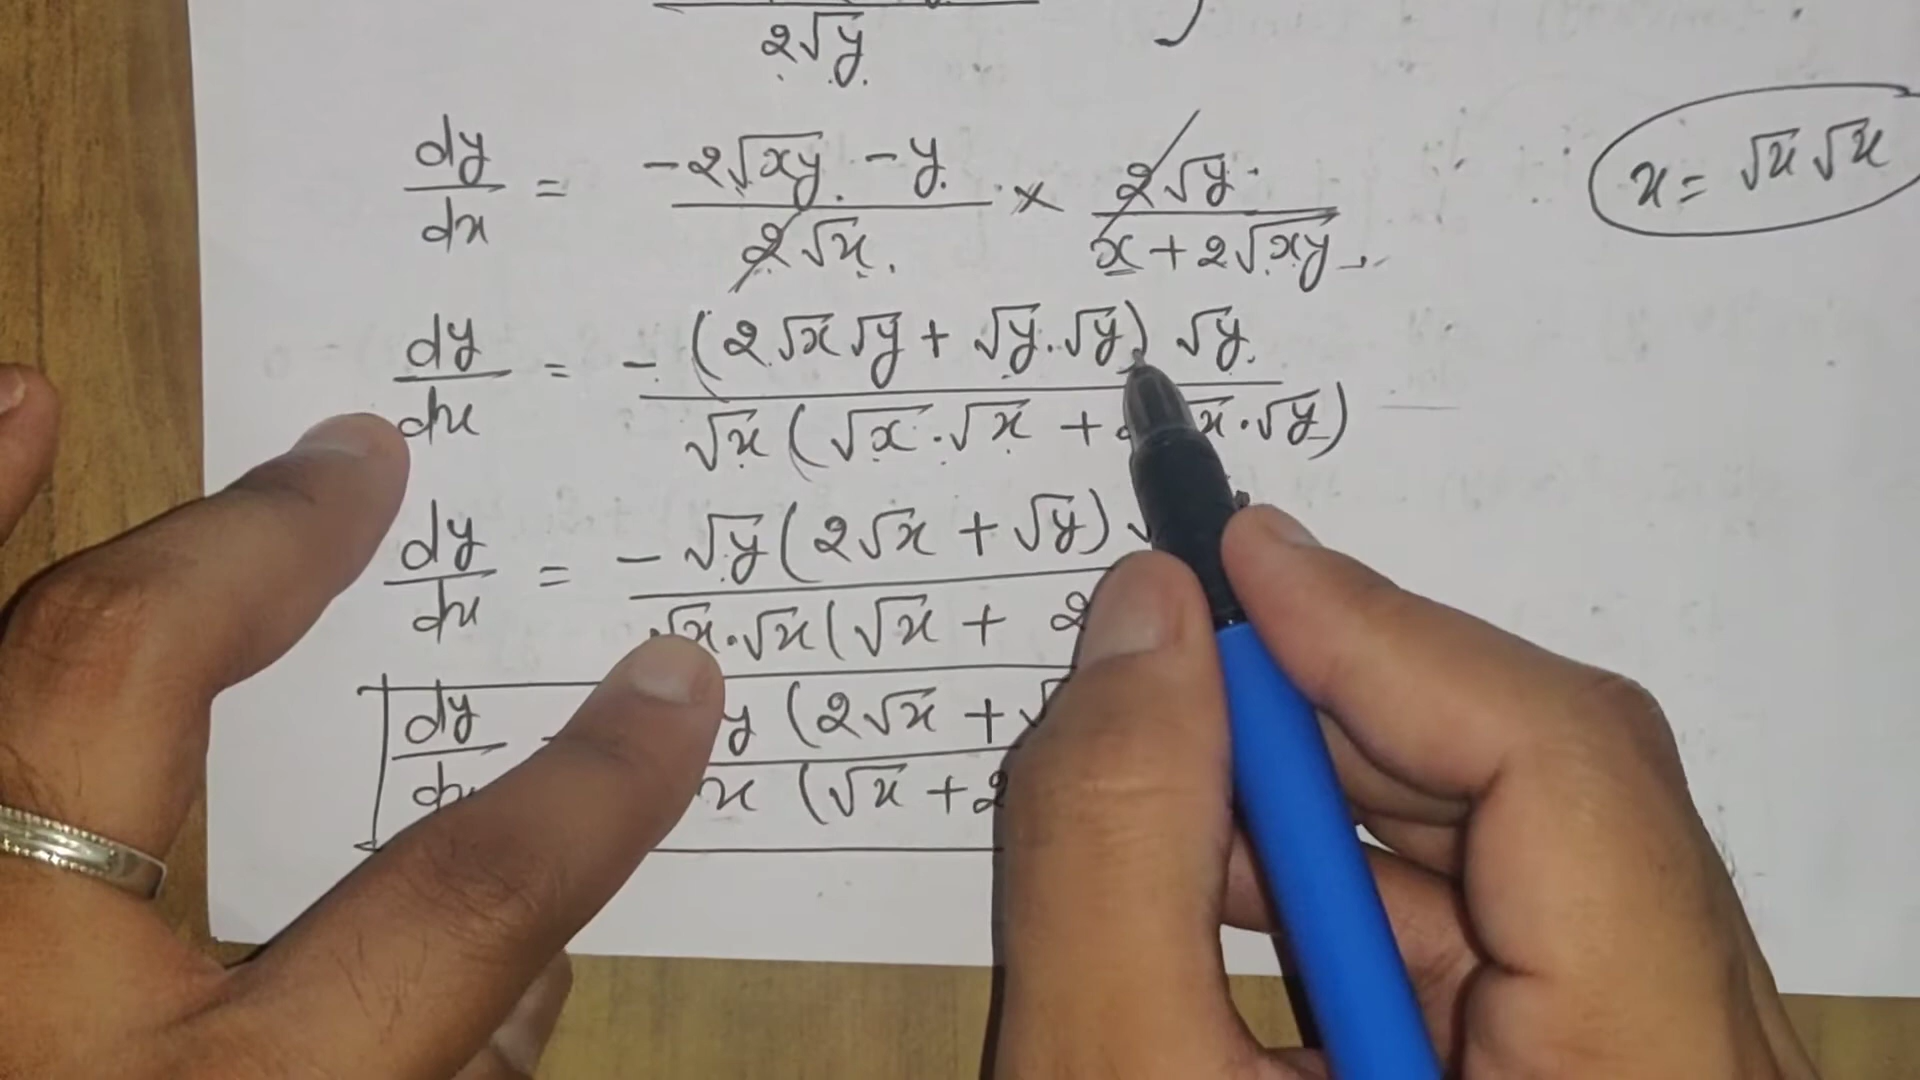 2√y
dy/dx = (-2√xy - y)/(2√x) × (2√y)/(x + 2√xy)
x = √x √x
dy/dx = -(2√x√y + √y.√y) √y / √x (√x.√x + √x.√y)
dy/dx = -√y(2√x + √y) / √x.√x(√x + 2
dy/dx y (2√x + √ / x (√x + 2